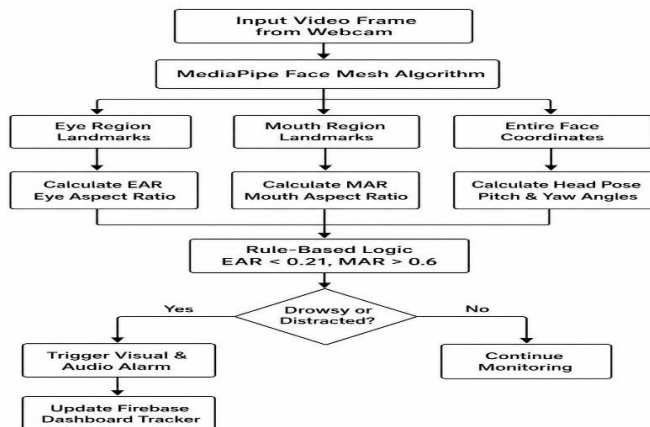 Input Video Frame
from Webcam
MediaPipe Face Mesh Algorithm
Eye Region
Landmarks
Mouth Region
Landmarks
Entire Face
Coordinates
Calculate EAR
Eye Aspect Ratio
Calculate MAR
Mouth Aspect Ratio
Calculate Head Pose
Pitch & Yaw Angles
Rule-Based Logic
EAR < 0.21, MAR > 0.6
Drowsy or
Distracted?
Yes
No
Trigger Visual &
Audio Alarm
Continue
Monitoring
Update Firebase
Dashboard Tracker